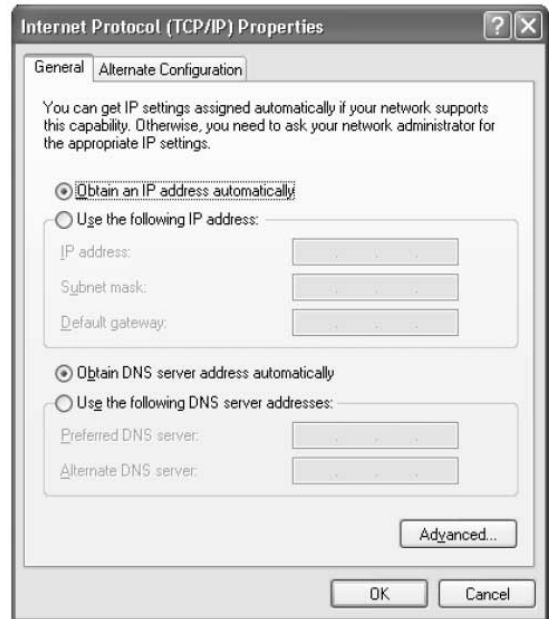 Internet Protocol (TCP/IP) Properties
General
Alternate Configuration
You can get IP settings assigned automatically if your network supports
this capability. Otherwise, you need to ask your network administrator for
the appropriate IP settings.
Obtain an IP address automatically
Use the following IP address:
IP address:
Subnet mask:
Default gateway:
Obtain DNS server address automatically
Use the following DNS server addresses:
Preferred DNS server:
Alternate DNS server:
Advanced...
OK
Cancel